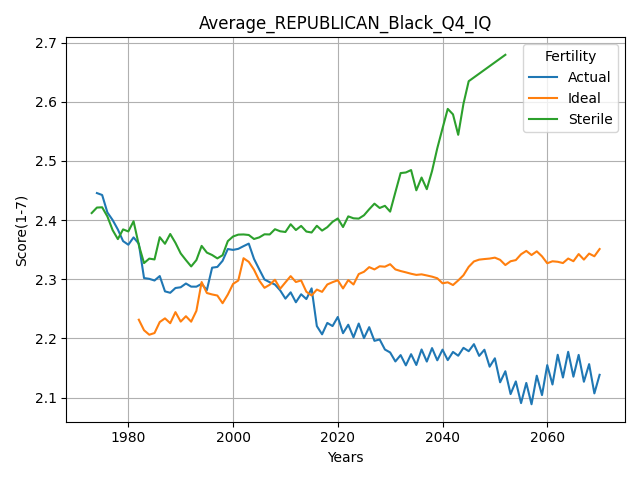 Average_REPUBLICAN_Black_Q4_IQ
Score(1-7)
2.7
2.6
2.5
2.4
2.3
2.2
2.1
Fertility
Actual
Ideal
Sterile
1980 2000 2020 2040 2060
Years